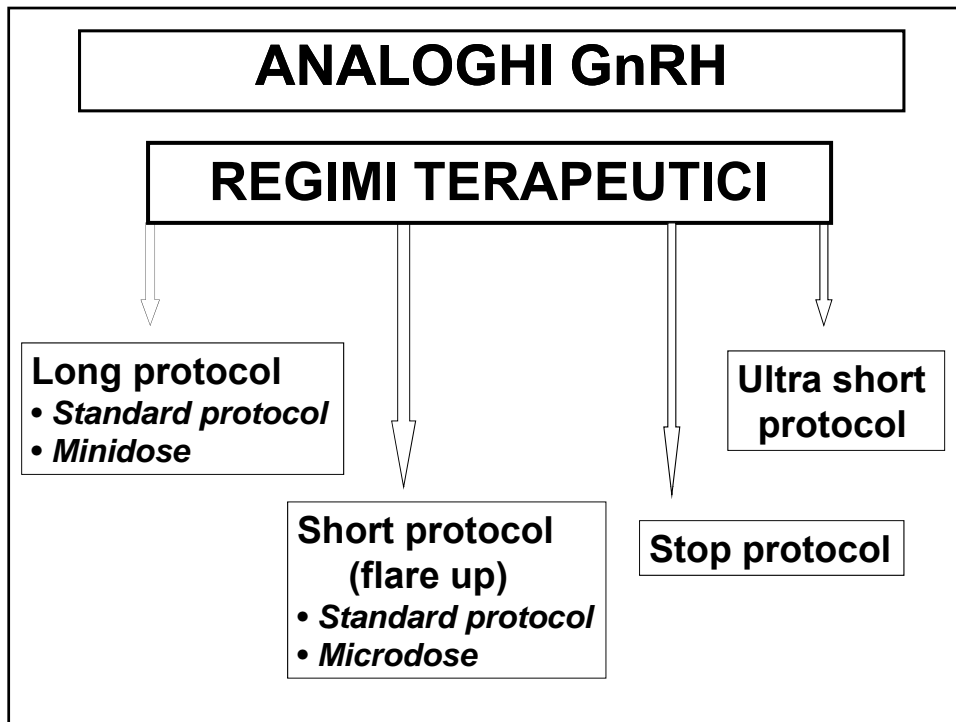 ANALOGHI GnRH
REGIMI TERAPEUTICI
Long protocol
• Standard protocol
• Minidose
Short protocol
(flare up)
• Standard protocol
• Microdose
Stop protocol
Ultra short
protocol